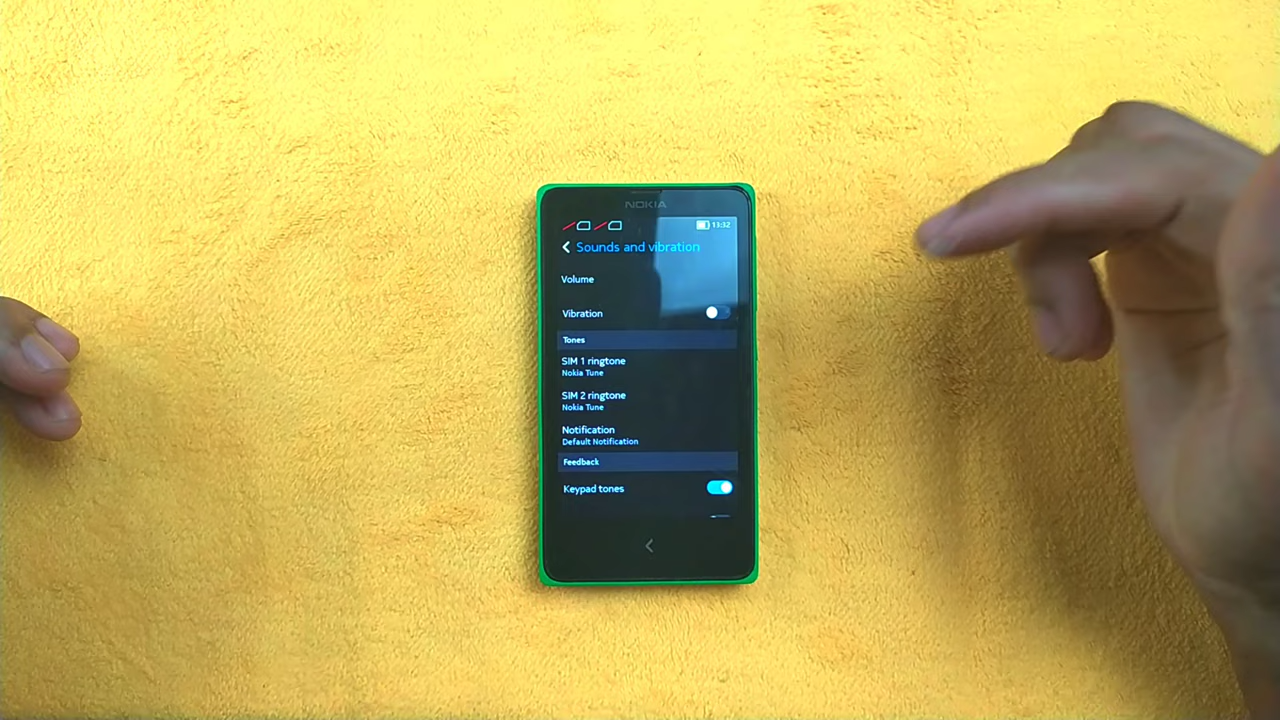 NOKIA
13:32
Sounds and vibration
Volume
Vibration
Tones
SIM 1 ringtone
Nokia Tune
SIM 2 ringtone
Nokia Tune
Notification
Default Notification
Feedback
Keypad tones